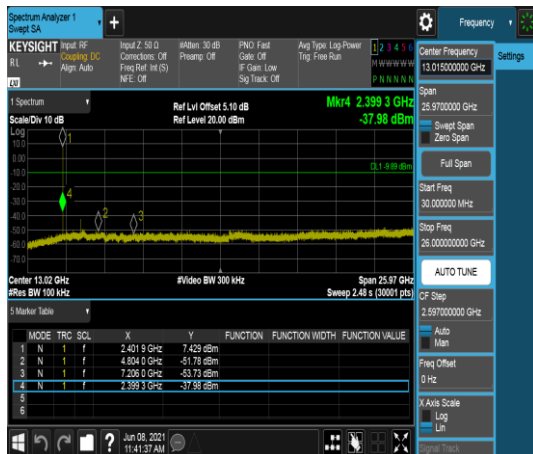 Spectrum Analyzer 1
Swept SA
+
Frequency
KEYSIGHT
RL
LXI
Input: RF
Coupling: DC
Align: Auto
Input Z: 50 Ω
Corrections: Off
Freq Ref: Int (S)
NFE: Off
#Atten: 30 dB
Preamp: Off
PNO: Fast
Gate: Off
IF Gain: Low
Sig Track: Off
Avg Type: Log-Power
Trig: Free Run
1 2 3 4 5 6
M W W W W W
P N N N N N
1 Spectrum
Scale/Div 10 dB
Ref Lvl Offset 5.10 dB
Ref Level 20.00 dBm
Mkr4 2.399 3 GHz
-37.98 dBm
Log
10.0
0.00
-10.0
-20.0
-30.0
-40.0
-50.0
-60.0
-70.0
1
2
3
4
DL1 -9.89 dBm
Center 13.02 GHz
#Res BW 100 kHz
#Video BW 300 kHz
Span 25.97 GHz
Sweep 2.48 s (30001 pts)
5 Marker Table
MODE TRC SCL X Y FUNCTION FUNCTION WIDTH FUNCTION VALUE
1 N 1 f 2.401 9 GHz 7.429 dBm
2 N 1 f 4.804 0 GHz -51.78 dBm
3 N 1 f 7.206 0 GHz -53.73 dBm
4 N 1 f 2.399 3 GHz -37.98 dBm
5
6
?
Jun 08, 2021
11:41:37 AM
Center Frequency
13.015000000 GHz
Settings
Span
25.9700000 GHz
Swept Span
Zero Span
Full Span
Start Freq
30.000000 MHz
Stop Freq
26.000000000 GHz
AUTO TUNE
CF Step
2.597000000 GHz
Auto
Man
Freq Offset
0 Hz
X Axis Scale
Log
Lin
Signal Track